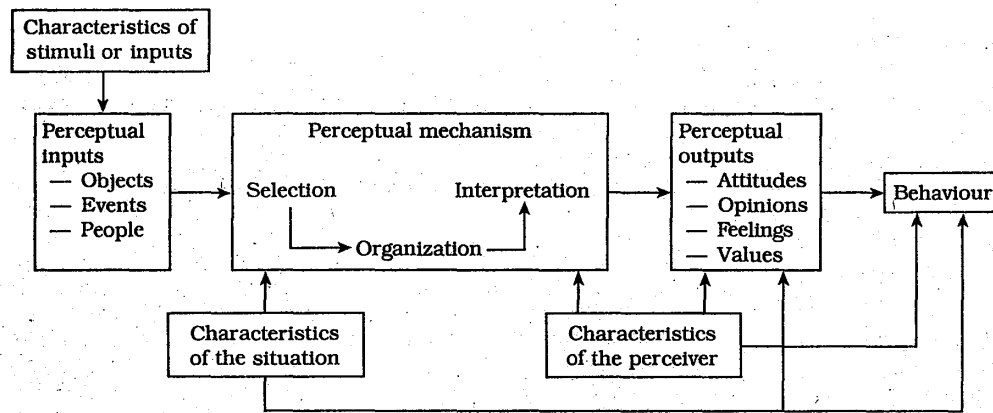 Characteristics of
stimuli or inputs
Perceptual
inputs
— Objects
— Events
— People
Perceptual mechanism
Selection
Interpretation
Organization
Perceptual
outputs
— Attitudes
— Opinions
— Feelings
— Values
Behaviour
Characteristics
of the situation
Characteristics
of the perceiver